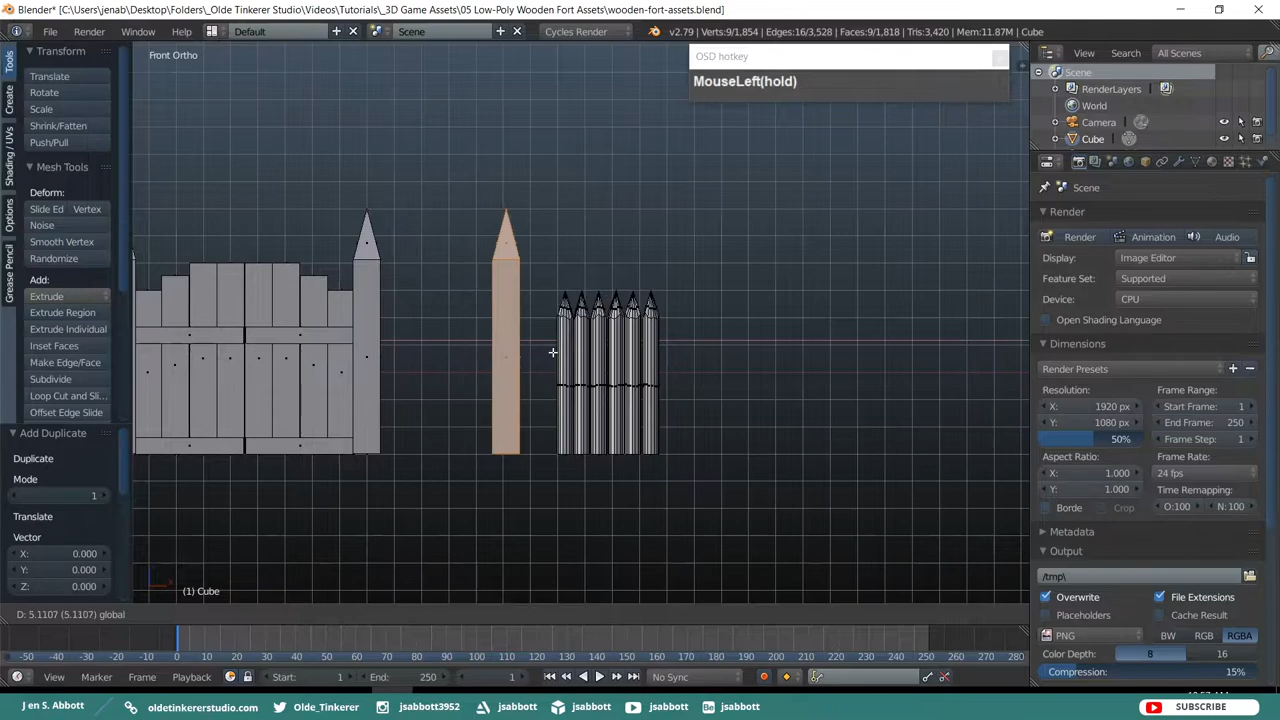 Blender* [C:\Users\jenab\Desktop\Folders\_Olde Tinkerer Studio\Videos\Tutorials\_3D Game Assets\05 Low-Poly Wooden Fort Assets\wooden-fort-assets.blend]
File Render Window Help Default Scene Cycles Render v2.79 | Verts:9/1,854 | Edges:16/3,528 | Faces:9/1,818 | Tris:3,420 | Mem:11.87M | Cube
View Search All Scenes
Tools
Create
Shading / UVs
Options
Grease Pencil
Transform
Translate
Rotate
Scale
Shrink/Fatten
Push/Pull
Mesh Tools
Deform:
Slide Ed Vertex
Noise
Smooth Vertex
Randomize
Add:
Extrude
Extrude Region
Extrude Individual
Inset Faces
Make Edge/Face
Subdivide
Loop Cut and Sli...
Offset Edge Slide
Add Duplicate
Duplicate
Mode
1
Translate
Vector
X: 0.000
Y: 0.000
Z: 0.000
Front Ortho
OSD hotkey
MouseLeft(hold)
(1) Cube
D: 5.1107 (5.1107) global
Scene
RenderLayers
World
Camera
Cube
Scene
Render
Render Animation Audio
Display: Image Editor
Feature Set: Supported
Device: CPU
Open Shading Language
Dimensions
Render Presets
Resolution: Frame Range:
X: 1920 px Start Frame: 1
Y: 1080 px End Frame: 250
50% Frame Step: 1
Aspect Ratio: Frame Rate:
X: 1.000 24 fps
Y: 1.000 Time Remapping:
Borde Crop O:100 N:100
Metadata
Output
/tmp\
Overwrite File Extensions
Placeholders Cache Result
PNG BW RGB RGBA
Color Depth: 8 16
Compression: 15%
-50 -40 -30 -20 -10 0 10 20 30 40 50 60 70 80 90 100 110 120 130 140 150 160 170 180 190 200 210 220 230 240 250 260 270 280
View Marker Frame Playback Start: 1 End: 250 1 No Sync
J en S. Abbott oldetinkererstudio.com Olde_Tinkerer jsabbott3952 jsabbott jsabbott jsabbott jsabbott SUBSCRIBE